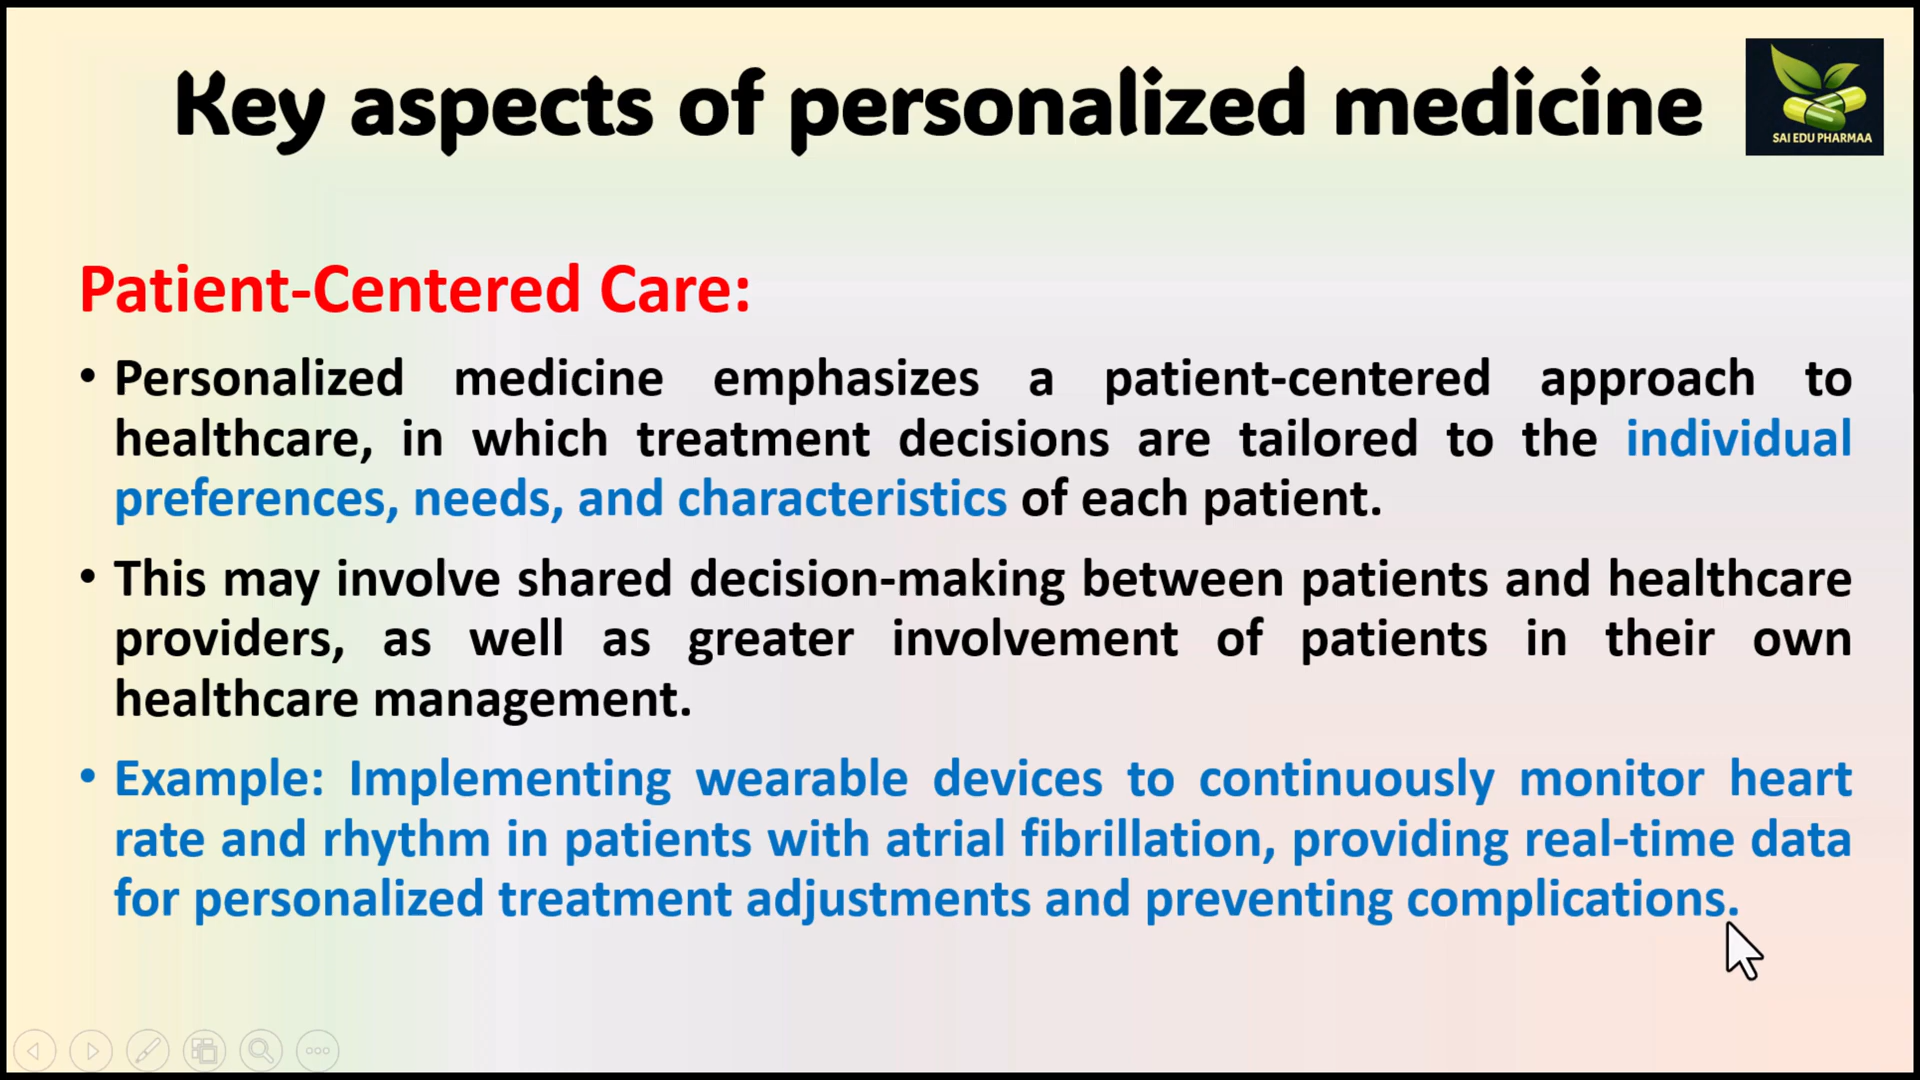 Key aspects of personalized medicine
SAI EDU PHARMAA
Patient-Centered Care:
• Personalized medicine emphasizes a patient-centered approach to
healthcare, in which treatment decisions are tailored to the individual
preferences, needs, and characteristics of each patient.
• This may involve shared decision-making between patients and healthcare
providers, as well as greater involvement of patients in their own
healthcare management.
• Example: Implementing wearable devices to continuously monitor heart
rate and rhythm in patients with atrial fibrillation, providing real-time data
for personalized treatment adjustments and preventing complications.